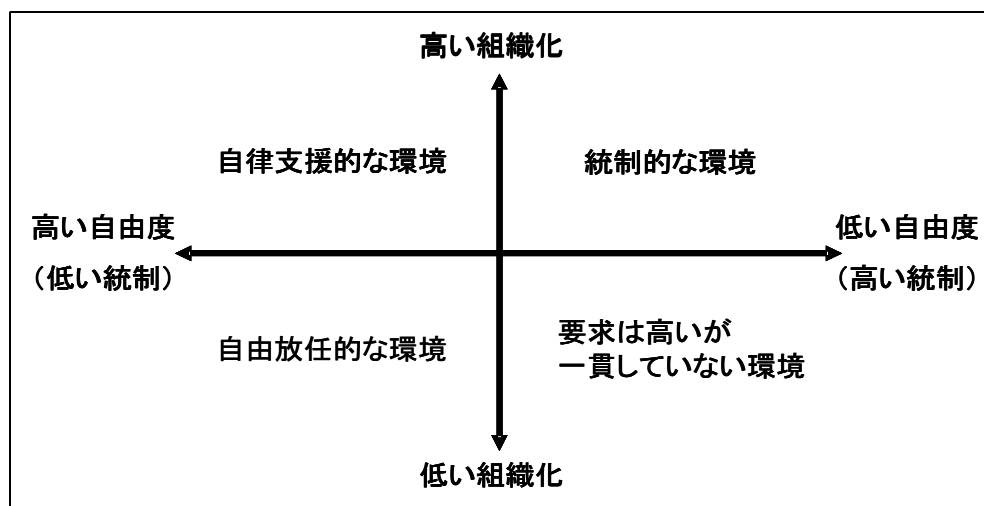 高い組織化
自律支援的な環境
統制的な環境
高い自由度
（低い統制）
低い自由度
（高い統制）
自由放任的な環境
要求は高いが
一貫していない環境
低い組織化